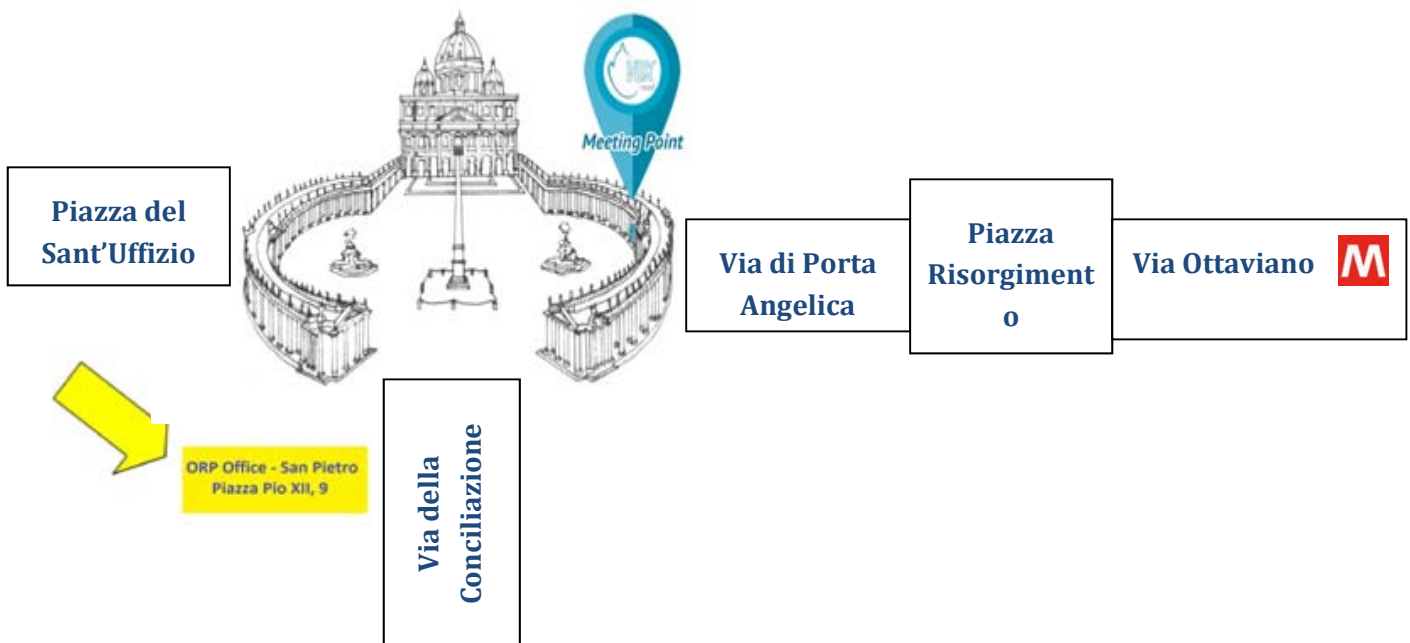 Meeting Point
Piazza del
Sant’Uffizio
Via di Porta
Angelica
Piazza
Risorgiment
o
Via Ottaviano M
ORP Office - San Pietro
Piazza Pio XII, 9
Via della
Conciliazione